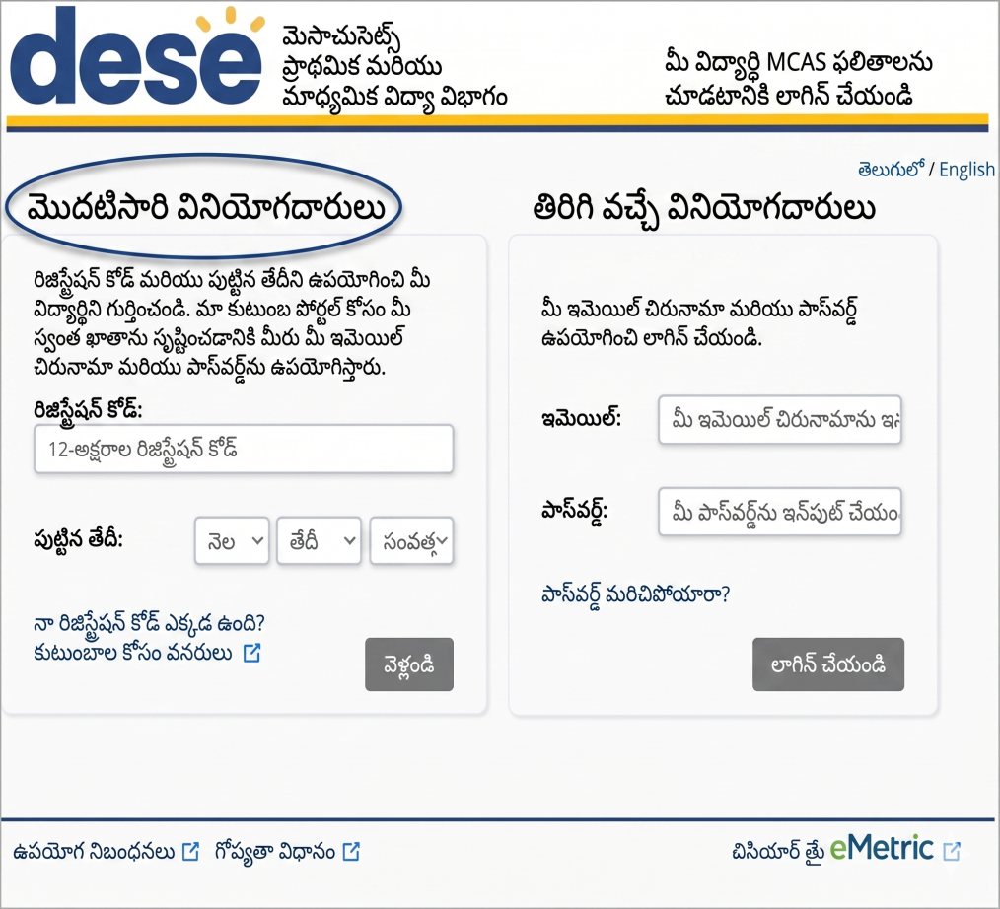 dese
మెసాచుసెట్స్
ప్రాథమిక మరియు
మాధ్యమిక విద్యా విభాగం
మీ విద్యార్థి MCAS ఫలితాలను
చూడటానికి లాగిన్ చేయండి
తెలుగులో / English
మొదటిసారి వినియోగదారులు
రిజిస్ట్రేషన్ కోడ్ మరియు పుట్టిన తేదీని ఉపయోగించి మీ
విద్యార్థిని గుర్తించండి. మా కుటుంబ పోర్టల్ కోసం మీ
స్వంత ఖాతాను సృష్టించడానికి మీరు మీ ఇమెయిల్
చిరునామా మరియు పాస్‌వర్డ్‌ను ఉపయోగిస్తారు.
రిజిస్ట్రేషన్ కోడ్:
12-అక్షరాల రిజిస్ట్రేషన్ కోడ్
పుట్టిన తేదీ:
నెల తేదీ సంవత్స
నా రిజిస్ట్రేషన్ కోడ్ ఎక్కడ ఉంది?
కుటుంబాల కోసం వనరులు
వెళ్లండి
తిరిగి వచ్చే వినియోగదారులు
మీ ఇమెయిల్ చిరునామా మరియు పాస్‌వర్డ్
ఉపయోగించి లాగిన్ చేయండి.
ఇమెయిల్: మీ ఇమెయిల్ చిరునామాను
పాస్‌వర్డ్: మీ పాస్‌వర్డ్‌ను ఇన్‌పుట్ చేయం
పాస్‌వర్డ్ మరిచిపోయారా?
లాగిన్ చేయండి
ఉపయోగ నిబంధనలు గోప్యతా విధానం
చిసియార్ eMetric